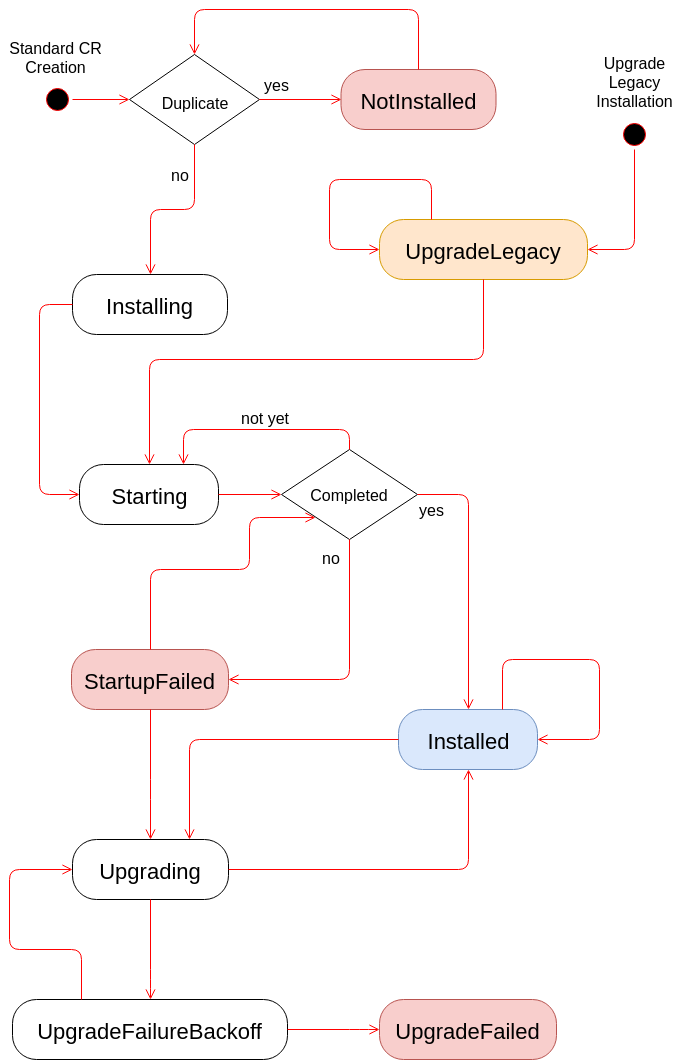 Standard CR
Creation
Upgrade
Legacy
Installation
Duplicate
yes
NotInstalled
no
UpgradeLegacy
Installing
not yet
Starting
Completed
yes
no
StartupFailed
Installed
Upgrading
UpgradeFailureBackoff
UpgradeFailed